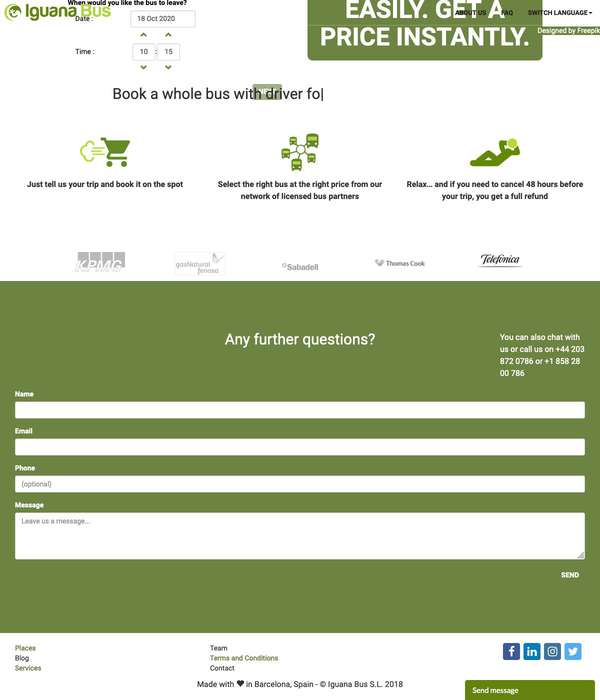 When would you like the bus to leave?
Iguana Bus
Date :
18 Oct 2020
Time :
10 : 15
EASILY. GET A
PRICE INSTANTLY.
ABOUT US
FAQ
SWITCH LANGUAGE
Designed by Freepik
Book a whole bus with driver fo|
Just tell us your trip and book it on the spot
Select the right bus at the right price from our
network of licensed bus partners
Relax... and if you need to cancel 48 hours before
your trip, you get a full refund
KPMG
gasNatural
fenosa
Sabadell
Thomas Cook
Telefónica
Any further questions?
You can also chat with
us or call us on +44 203
872 0786 or +1 858 28
00 786
Name
Email
Phone
(optional)
Message
Leave us a message...
SEND
Places
Blog
Services
Team
Terms and Conditions
Contact
Made with ❤ in Barcelona, Spain - © Iguana Bus S.L. 2018
Send message